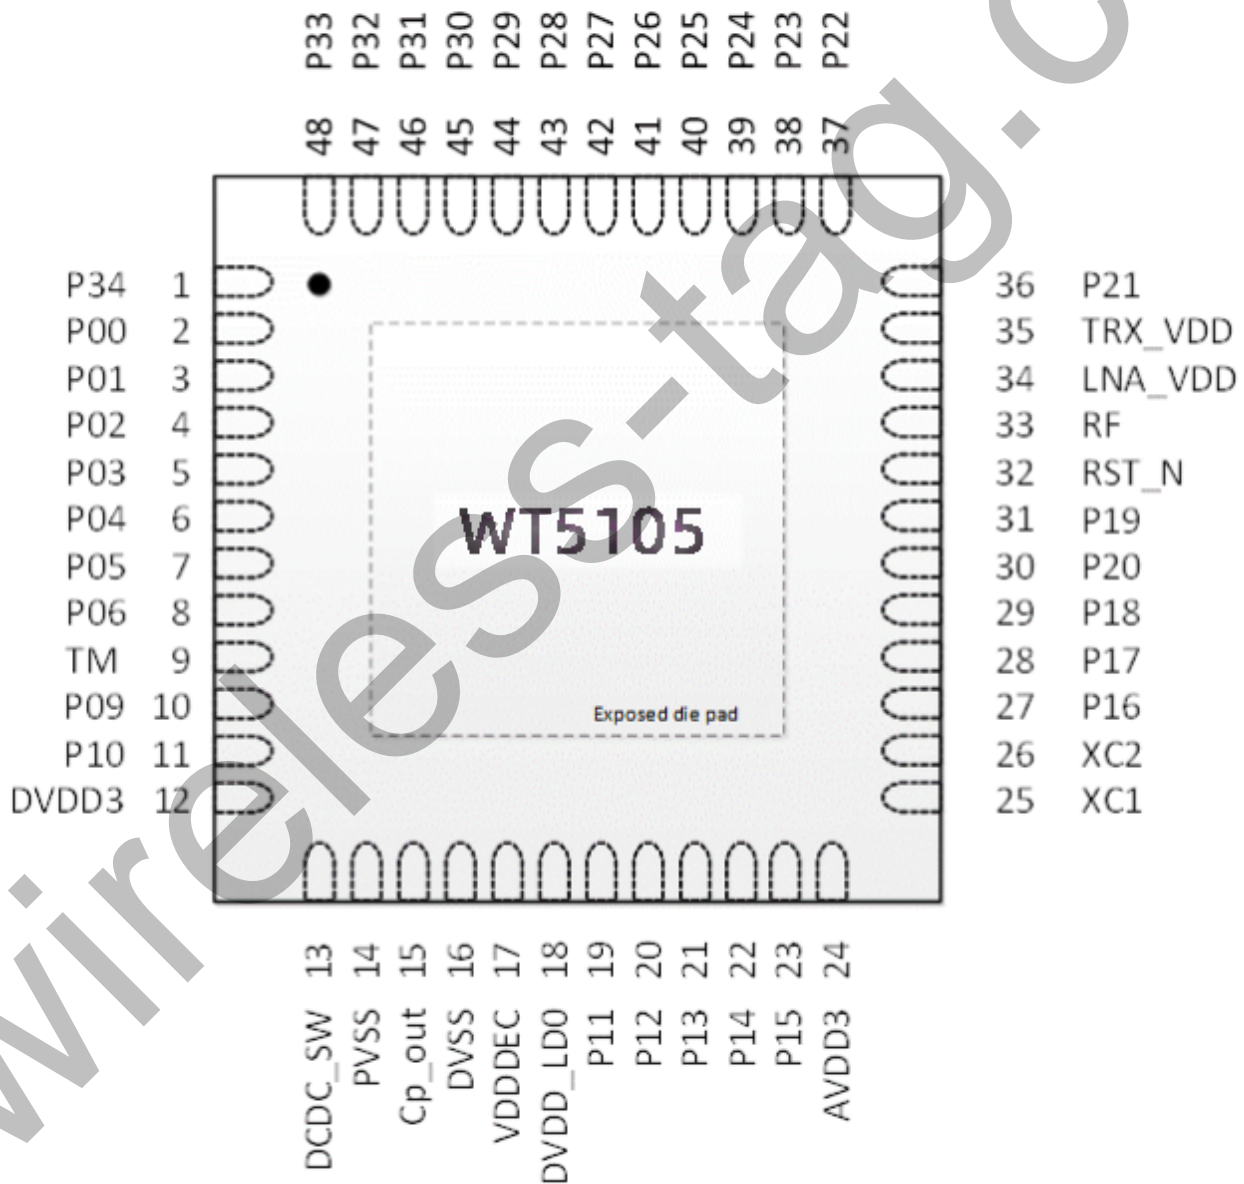 P33 P32 P31 P30 P29 P28 P27 P26 P25 P24 P23 P22
48 47 46 45 44 43 42 41 40 39 38 37
P34 1 36 P21
P00 2 35 TRX_VDD
P01 3 34 LNA_VDD
P02 4 33 RF
P03 5 32 RST_N
P04 6 31 P19
WT5105
P05 7 30 P20
P06 8 29 P18
TM 9 28 P17
P09 10 27 P16
Exposed die pad
P10 11 26 XC2
DVDD3 12 25 XC1
13 14 15 16 17 18 19 20 21 22 23 24
DCDC_SW PVSS Cp_out DVSS VDDDEC DVDD_LD0 P11 P12 P13 P14 P15 AVDD3
wireless-tag.c